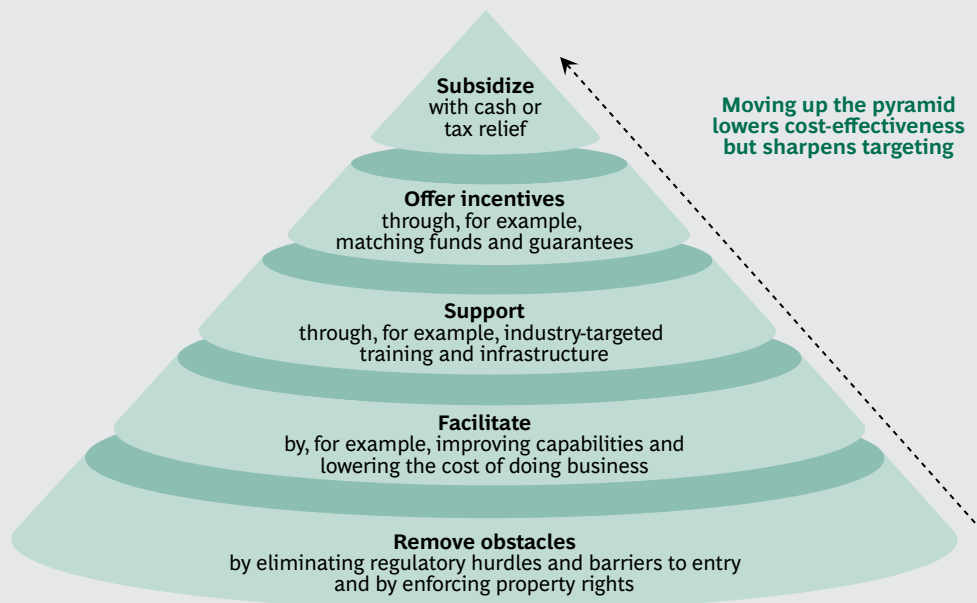 Subsidize
with cash or
tax relief
Moving up the pyramid
lowers cost-effectiveness
but sharpens targeting
Offer incentives
through, for example,
matching funds and guarantees
Support
through, for example, industry-targeted
training and infrastructure
Facilitate
by, for example, improving capabilities and
lowering the cost of doing business
Remove obstacles
by eliminating regulatory hurdles and barriers to entry
and by enforcing property rights